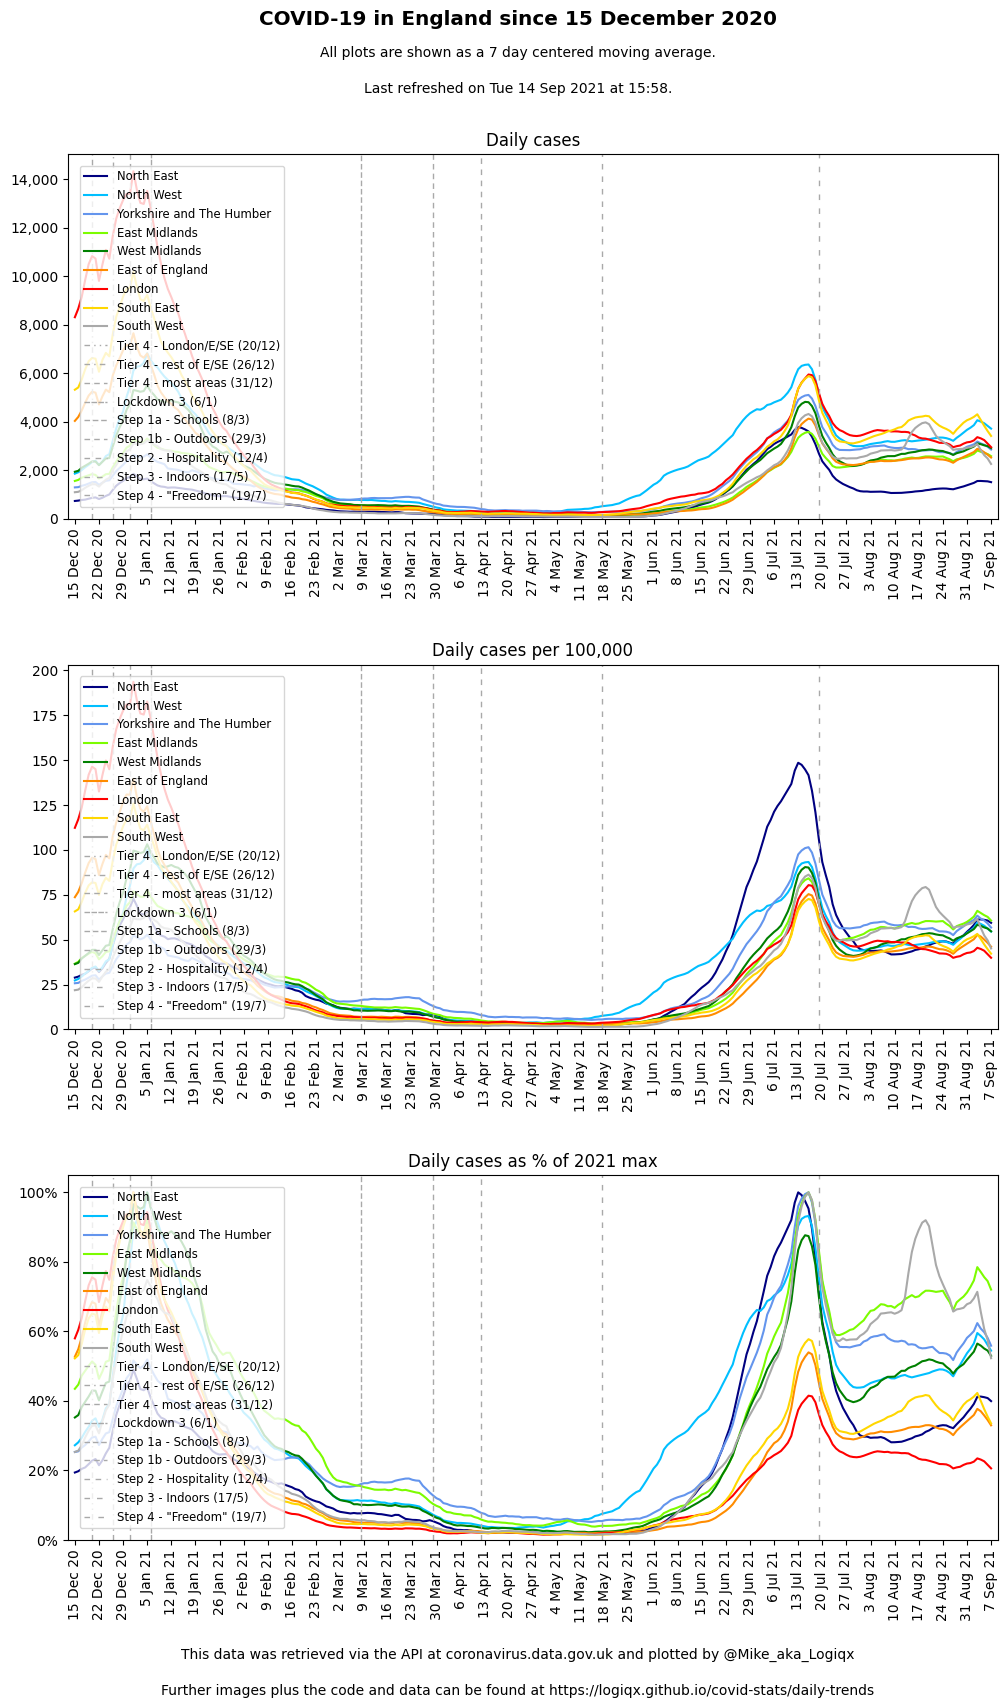 COVID-19 in England since 15 December 2020
All plots are shown as a 7 day centered moving average.
Last refreshed on Tue 14 Sep 2021 at 15:58.
Daily cases
14,000
12,000
10,000
8,000
6,000
4,000
2,000
0
North East
North West
Yorkshire and The Humber
East Midlands
West Midlands
East of England
London
South East
South West
Tier 4 - London/E/SE (20/12)
Tier 4 - rest of E/SE (26/12)
Tier 4 - most areas (31/12)
Lockdown 3 (6/1)
Step 1a - Schools (8/3)
Step 1b - Outdoors (29/3)
Step 2 - Hospitality (12/4)
Step 3 - Indoors (17/5)
Step 4 - "Freedom" (19/7)
15 Dec 20
22 Dec 20
29 Dec 20
5 Jan 21
12 Jan 21
19 Jan 21
26 Jan 21
2 Feb 21
9 Feb 21
16 Feb 21
23 Feb 21
2 Mar 21
9 Mar 21
16 Mar 21
23 Mar 21
30 Mar 21
6 Apr 21
13 Apr 21
20 Apr 21
27 Apr 21
4 May 21
11 May 21
18 May 21
25 May 21
1 Jun 21
8 Jun 21
15 Jun 21
22 Jun 21
29 Jun 21
6 Jul 21
13 Jul 21
20 Jul 21
27 Jul 21
3 Aug 21
10 Aug 21
17 Aug 21
24 Aug 21
31 Aug 21
7 Sep 21
Daily cases per 100,000
200
175
150
125
100
75
50
25
0
North East
North West
Yorkshire and The Humber
East Midlands
West Midlands
East of England
London
South East
South West
Tier 4 - London/E/SE (20/12)
Tier 4 - rest of E/SE (26/12)
Tier 4 - most areas (31/12)
Lockdown 3 (6/1)
Step 1a - Schools (8/3)
Step 1b - Outdoors (29/3)
Step 2 - Hospitality (12/4)
Step 3 - Indoors (17/5)
Step 4 - "Freedom" (19/7)
15 Dec 20
22 Dec 20
29 Dec 20
5 Jan 21
12 Jan 21
19 Jan 21
26 Jan 21
2 Feb 21
9 Feb 21
16 Feb 21
23 Feb 21
2 Mar 21
9 Mar 21
16 Mar 21
23 Mar 21
30 Mar 21
6 Apr 21
13 Apr 21
20 Apr 21
27 Apr 21
4 May 21
11 May 21
18 May 21
25 May 21
1 Jun 21
8 Jun 21
15 Jun 21
22 Jun 21
29 Jun 21
6 Jul 21
13 Jul 21
20 Jul 21
27 Jul 21
3 Aug 21
10 Aug 21
17 Aug 21
24 Aug 21
31 Aug 21
7 Sep 21
Daily cases as % of 2021 max
100%
80%
60%
40%
20%
0%
North East
North West
Yorkshire and The Humber
East Midlands
West Midlands
East of England
London
South East
South West
Tier 4 - London/E/SE (20/12)
Tier 4 - rest of E/SE (26/12)
Tier 4 - most areas (31/12)
Lockdown 3 (6/1)
Step 1a - Schools (8/3)
Step 1b - Outdoors (29/3)
Step 2 - Hospitality (12/4)
Step 3 - Indoors (17/5)
Step 4 - "Freedom" (19/7)
15 Dec 20
22 Dec 20
29 Dec 20
5 Jan 21
12 Jan 21
19 Jan 21
26 Jan 21
2 Feb 21
9 Feb 21
16 Feb 21
23 Feb 21
2 Mar 21
9 Mar 21
16 Mar 21
23 Mar 21
30 Mar 21
6 Apr 21
13 Apr 21
20 Apr 21
27 Apr 21
4 May 21
11 May 21
18 May 21
25 May 21
1 Jun 21
8 Jun 21
15 Jun 21
22 Jun 21
29 Jun 21
6 Jul 21
13 Jul 21
20 Jul 21
27 Jul 21
3 Aug 21
10 Aug 21
17 Aug 21
24 Aug 21
31 Aug 21
7 Sep 21
This data was retrieved via the API at coronavirus.data.gov.uk and plotted by @Mike_aka_Logiqx
Further images plus the code and data can be found at https://logiqx.github.io/covid-stats/daily-trends